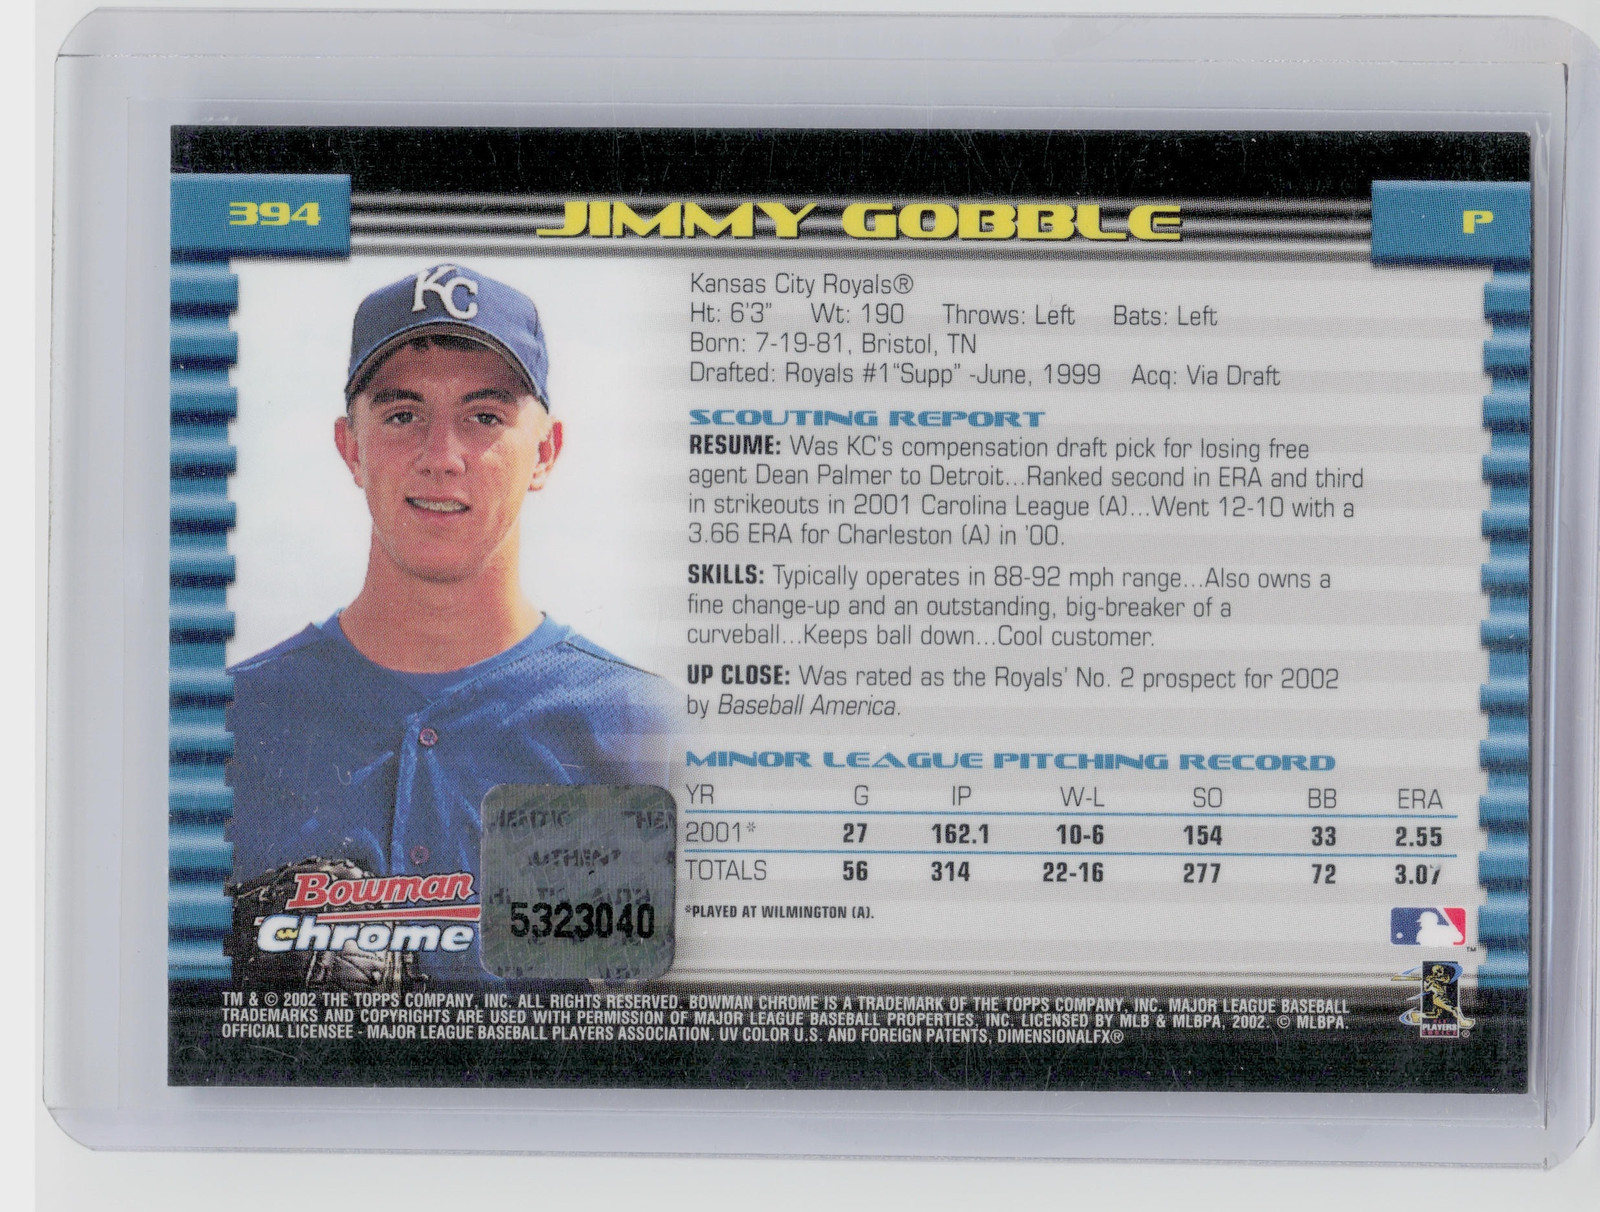 394
JIMMY GOBBLE
P
Kansas City Royals®
Ht: 6'3" Wt: 190 Throws: Left Bats: Left
Born: 7-19-81, Bristol, TN
Drafted: Royals #1"Supp" -June, 1999 Acq: Via Draft
SCOUTING REPORT
RESUME: Was KC's compensation draft pick for losing free
agent Dean Palmer to Detroit...Ranked second in ERA and third
in strikeouts in 2001 Carolina League (A)...Went 12-10 with a
3.66 ERA for Charleston (A) in '00.
SKILLS: Typically operates in 88-92 mph range...Also owns a
fine change-up and an outstanding, big-breaker of a
curveball...Keeps ball down...Cool customer.
UP CLOSE: Was rated as the Royals' No. 2 prospect for 2002
by Baseball America.
MINOR LEAGUE PITCHING RECORD
YR G IP W-L SO BB ERA
2001* 27 162.1 10-6 154 33 2.55
TOTALS 56 314 22-16 277 72 3.07
*PLAYED AT WILMINGTON (A).
KC
Bowman
Chrome
5323040
TM & © 2002 THE TOPPS COMPANY, INC. ALL RIGHTS RESERVED. BOWMAN CHROME IS A TRADEMARK OF THE TOPPS COMPANY, INC. MAJOR LEAGUE BASEBALL
TRADEMARKS AND COPYRIGHTS ARE USED WITH PERMISSION OF MAJOR LEAGUE BASEBALL PROPERTIES, INC. LICENSED BY MLB & MLBPA, 2002. © MLBPA.
OFFICIAL LICENSEE - MAJOR LEAGUE BASEBALL PLAYERS ASSOCIATION. UV COLOR U.S. AND FOREIGN PATENTS, DIMENSIONALFX®
TM
PLAYERS
®